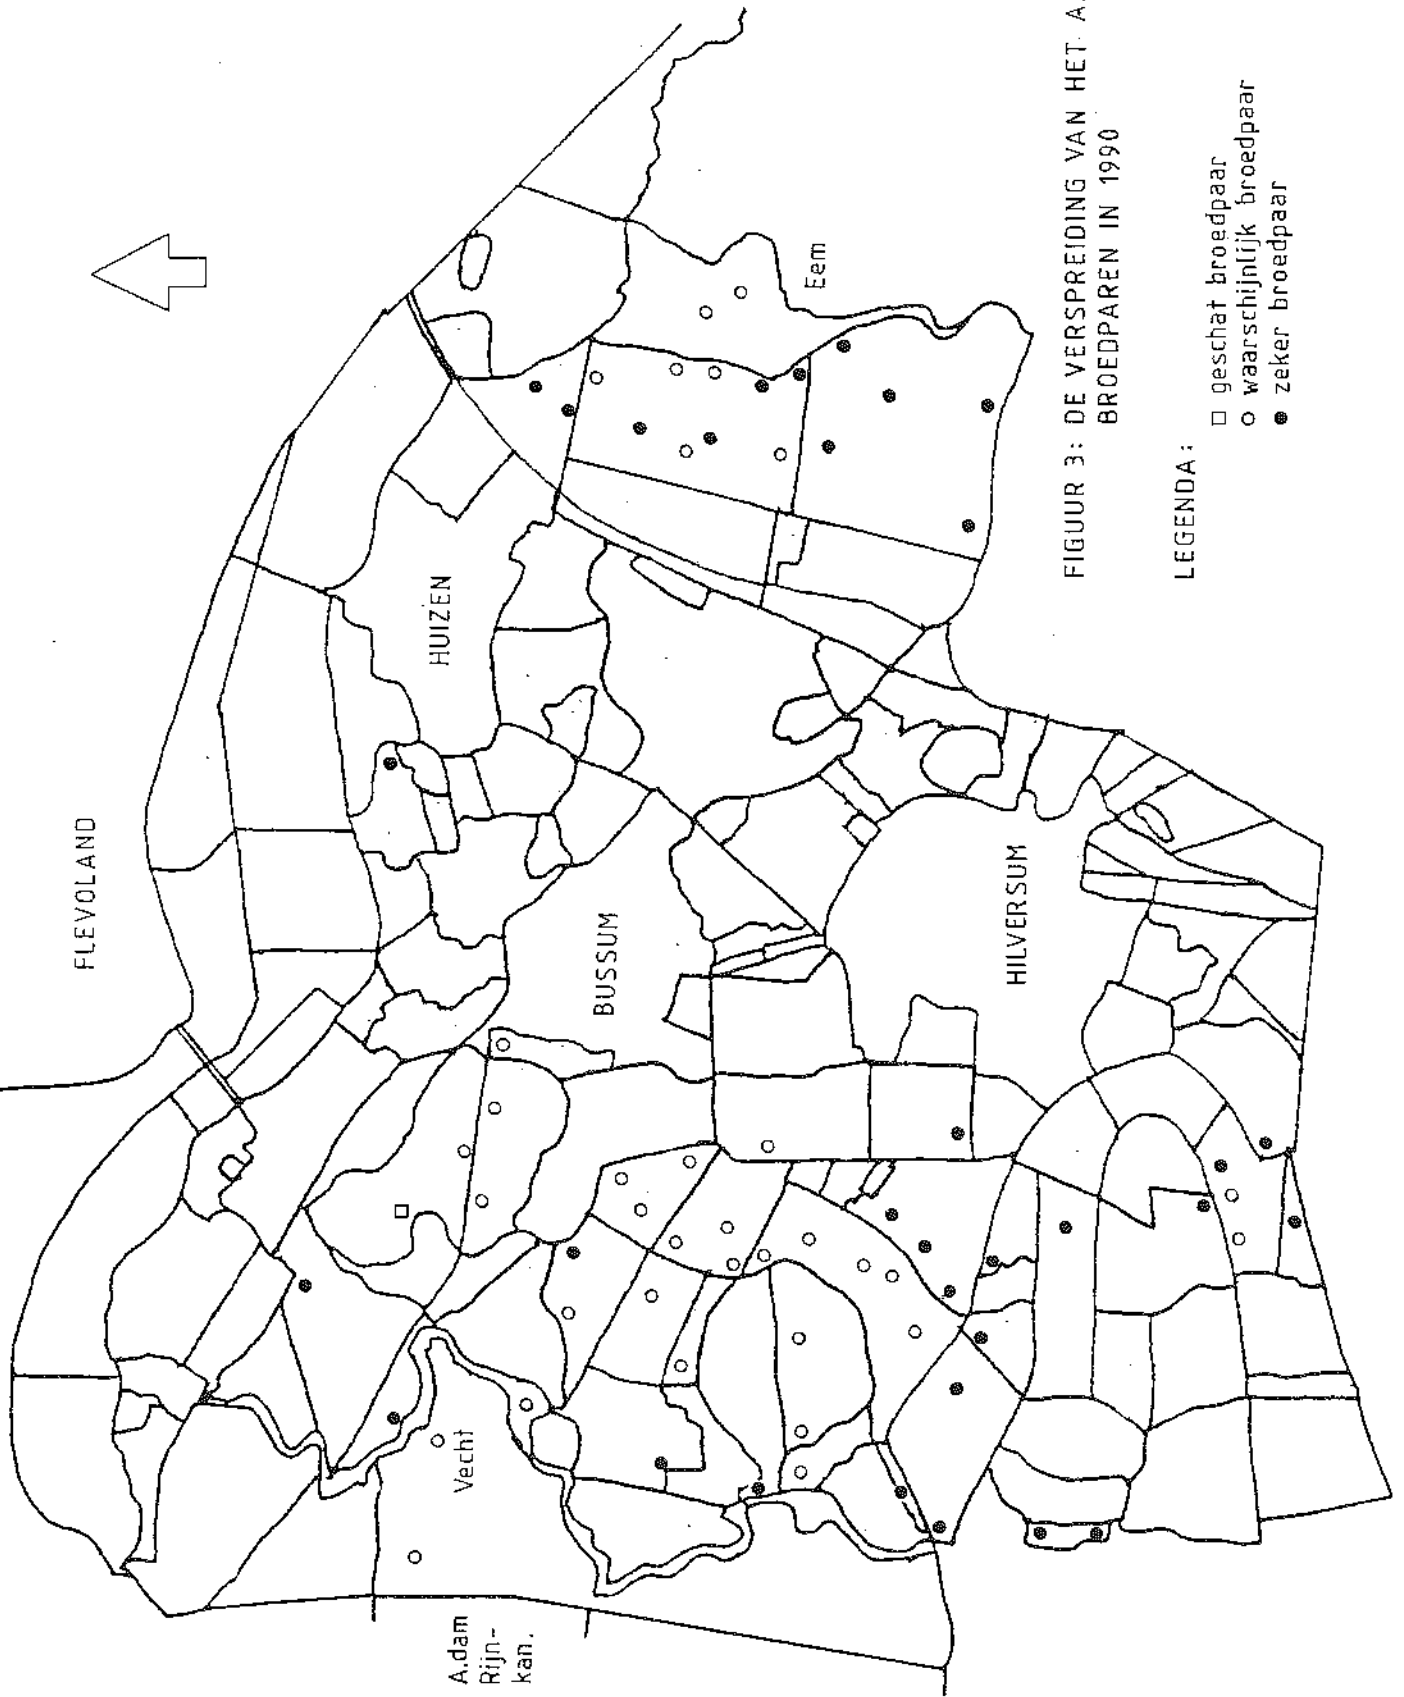 FLEVOLAND
HUIZEN
BUSSUM
HILVERSUM
Eem
Vecht
A.dam
Rijn-
kan.
FIGUUR 3: DE VERSPREIDING VAN HET A.
BROEDPAREN IN 1990
LEGENDA:
geschat broedpaar
waarschijnlijk broedpaar
zeker broedpaar